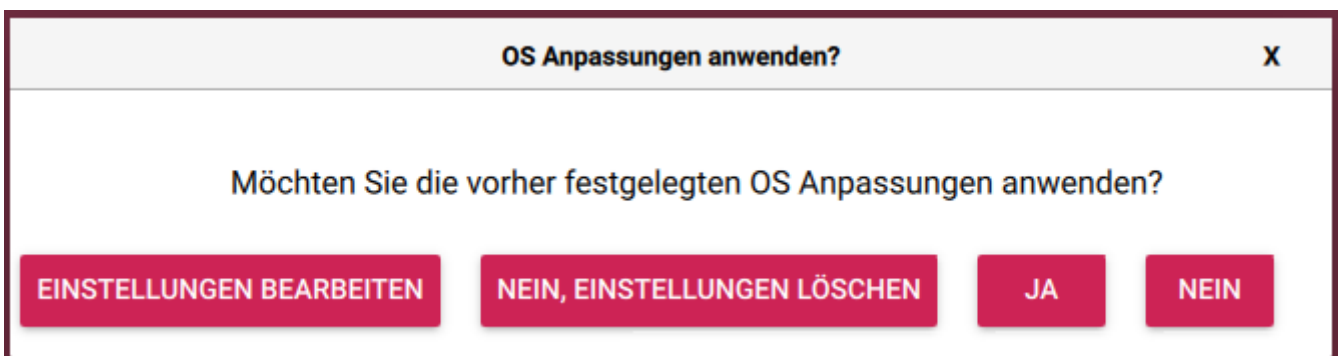 OS Anpassungen anwenden? X
Möchten Sie die vorher festgelegten OS Anpassungen anwenden?
EINSTELLUNGEN BEARBEITEN NEIN, EINSTELLUNGEN LÖSCHEN JA NEIN